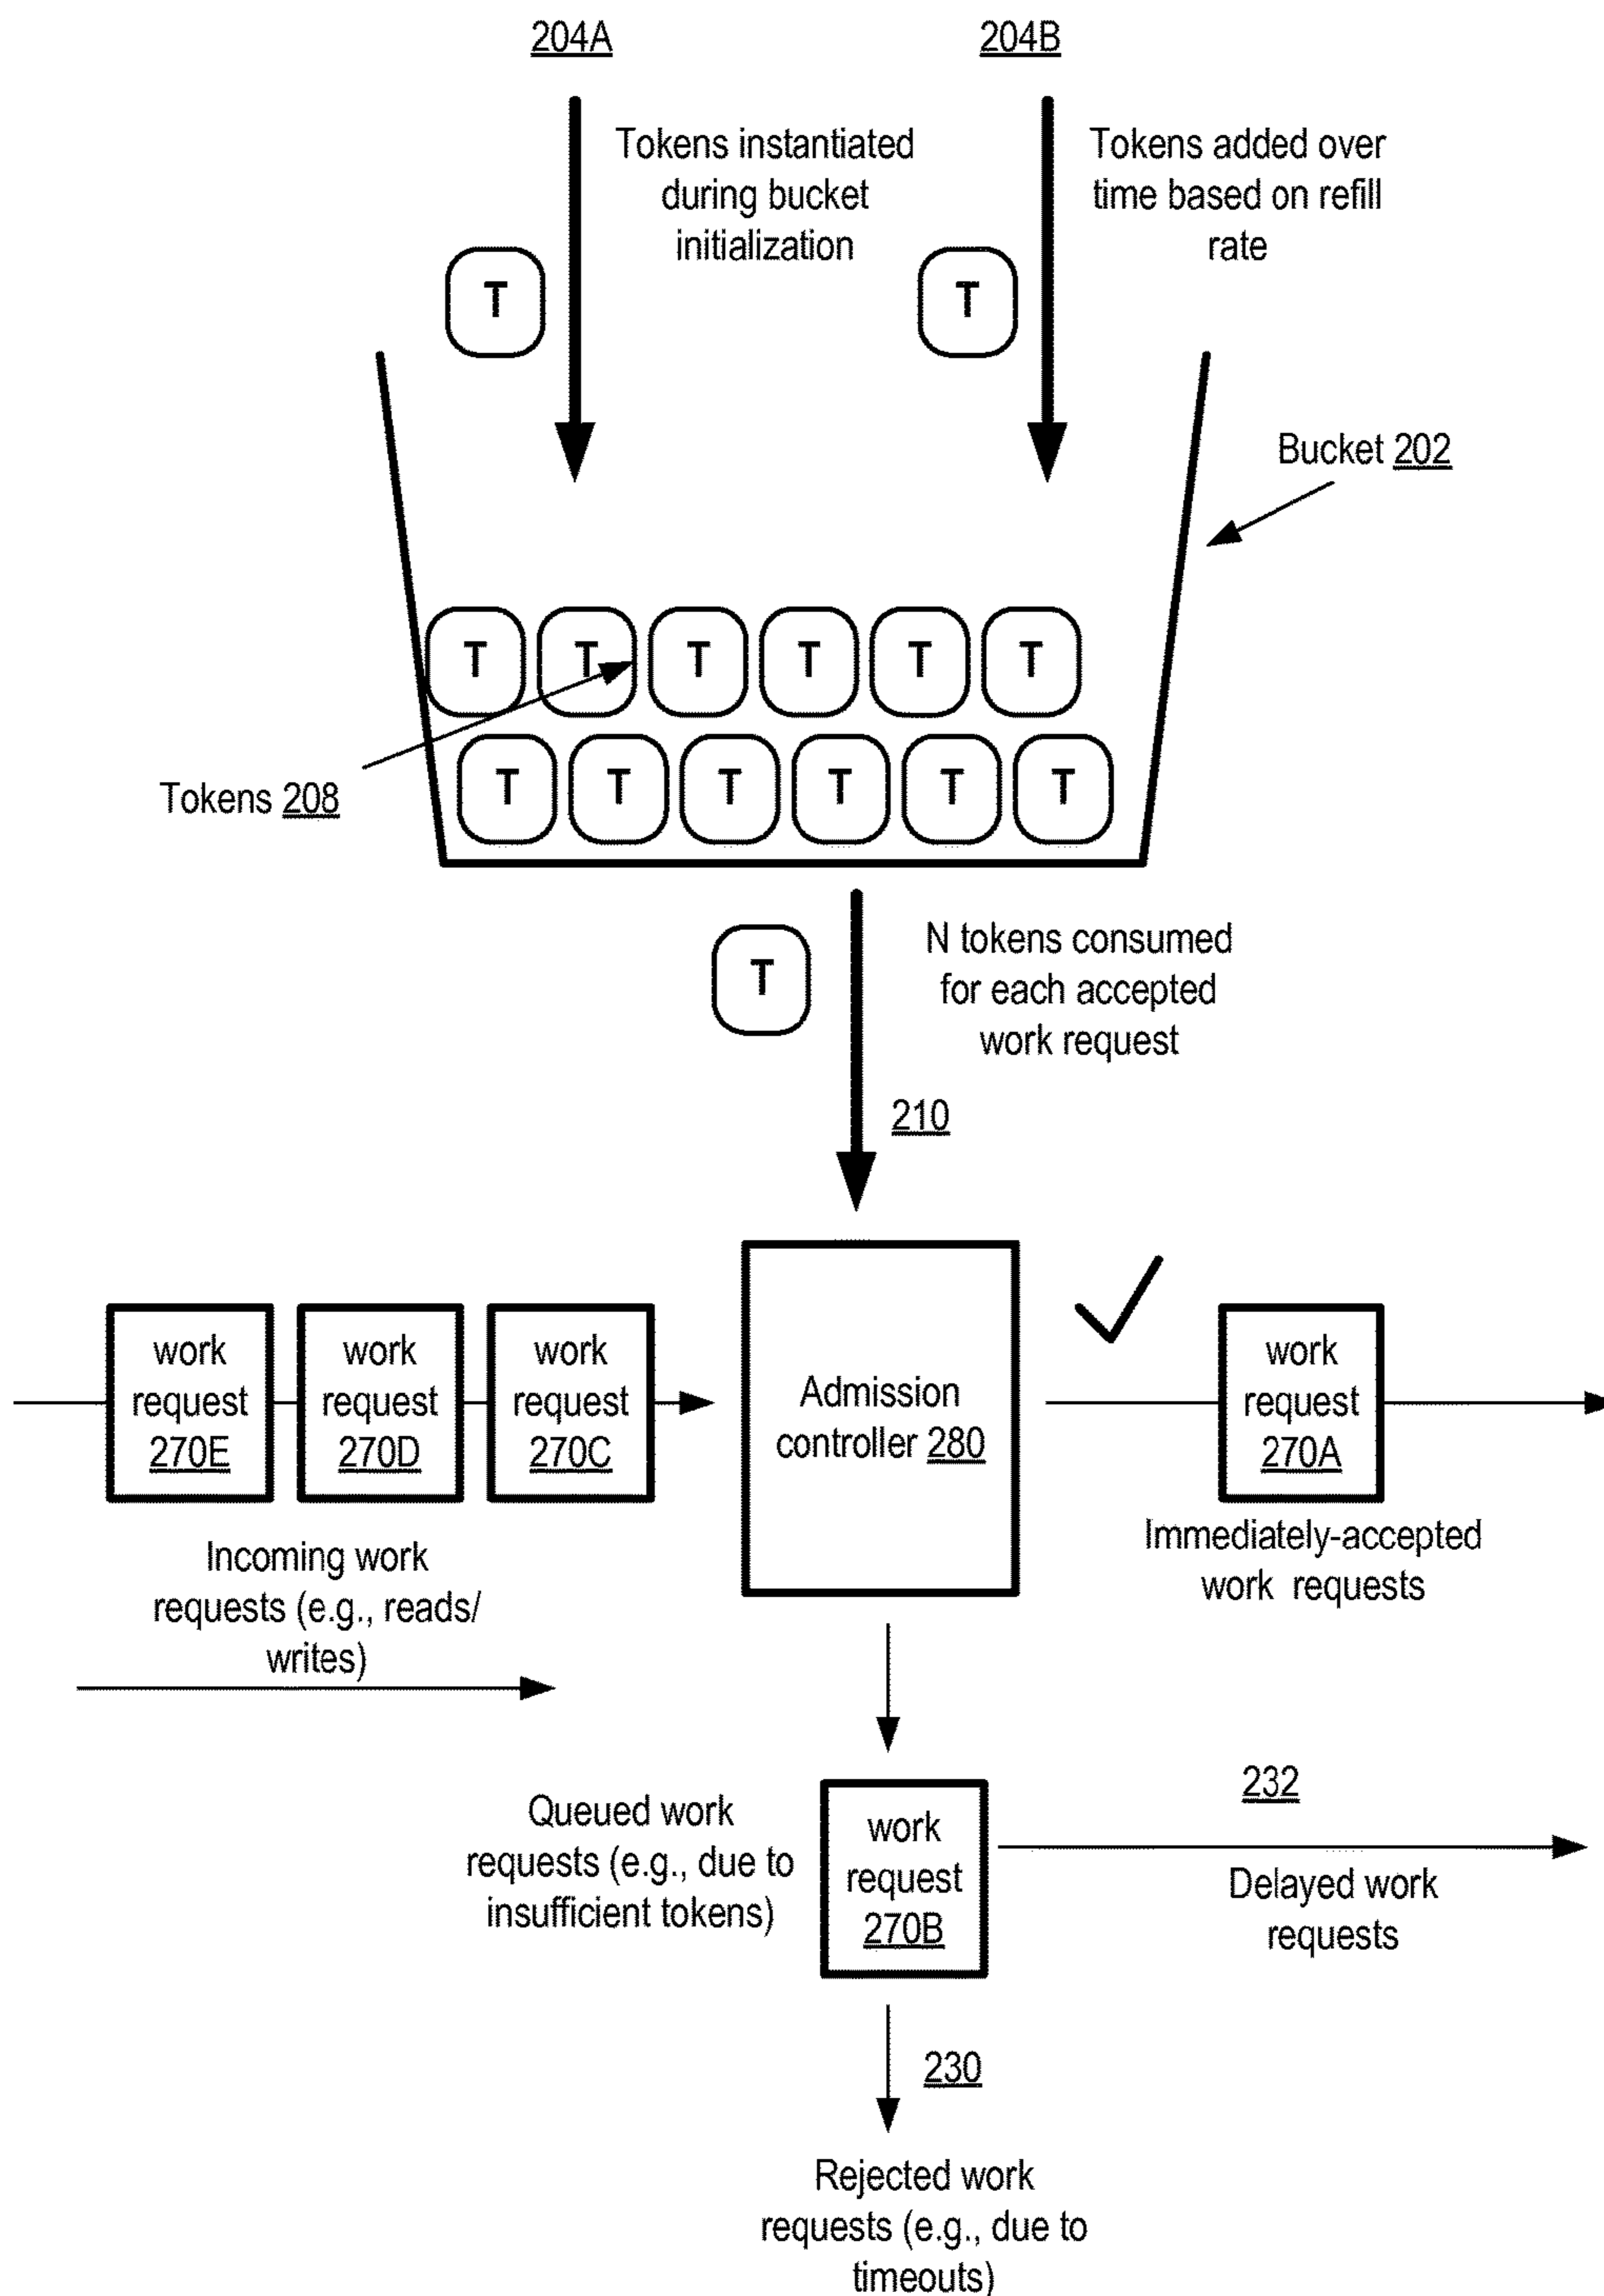 204A
204B
Tokens instantiated
during bucket
initialization
Tokens added over
time based on refill
rate
T
T
Bucket 202
T T T T T T
T T T T T T
Tokens 208
T
N tokens consumed
for each accepted
work request
210
work
request
270E
work
request
270D
work
request
270C
Admission
controller 280
work
request
270A
Incoming work
requests (e.g., reads/
writes)
Immediately-accepted
work requests
Queued work
requests (e.g., due to
insufficient tokens)
work
request
270B
232
Delayed work
requests
230
Rejected work
requests (e.g., due to
timeouts)